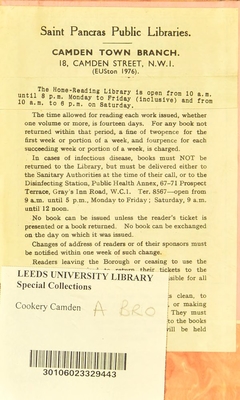 Saint Pancras Public Libraries.
CAMDEN TOWN BRANCH.
18, CAMDEN STREET, N.W.1.
(EUSton 1976).
The Home-Reading Library is open from 10 a.m.
until 8 p.m. Monday to Friday (inclusive) and from
10 a.m. to 6 p.m. on Saturday.
The time allowed for reading each work issued, whether
one volume or more, is fourteen days. For any book not
returned within that period, a fine of twopence for the
first week or portion of a week, and fourpence for each
succeeding week or portion of a week, is charged.
In cases of infectious disease, books must NOT be
returned to the Library, but must be delivered either to
the Sanitary Authorities at the time of their call, or to the
Disinfecting Station, Public Health Annex, 67–71 Prospect
Terrace, Gray's Inn Road, W.C.1. Ter. 8567—open from
9 a.m. until 5 p.m., Monday to Friday; Saturday, 9 a.m.
until 12 noon.
No book can be issued unless the reader's ticket is
presented or a book returned. No book can be exchanged
on the day on which it was issued.
Changes of address of readers or of their sponsors must
be notified within one week of such change.
Readers leaving the Borough or ceasing to use the
return their tickets to the
sible for all
s clean, to
, or making
They must
to the books
ill be held
LEEDS UNIVERSITY LIBRARY
Special Collections
Cookery Camden
A BRO
30106023329443